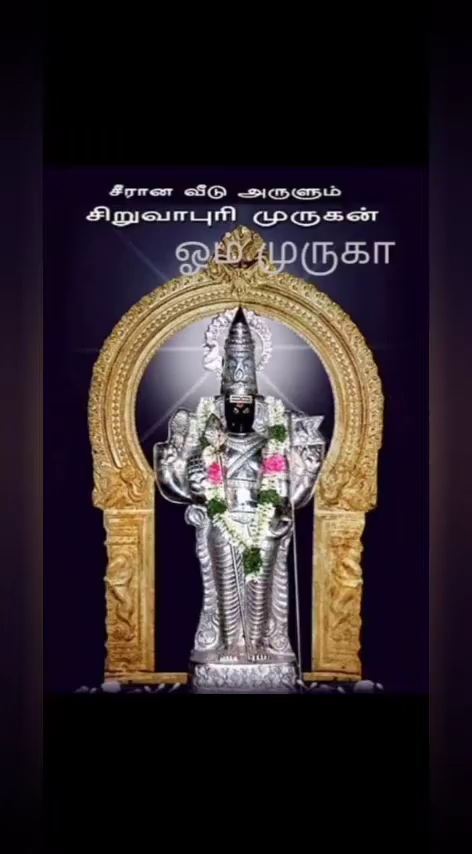 சீரான வீடு அருளும்
சிறுவாபுரி முருகன்
ஓம் முருகா